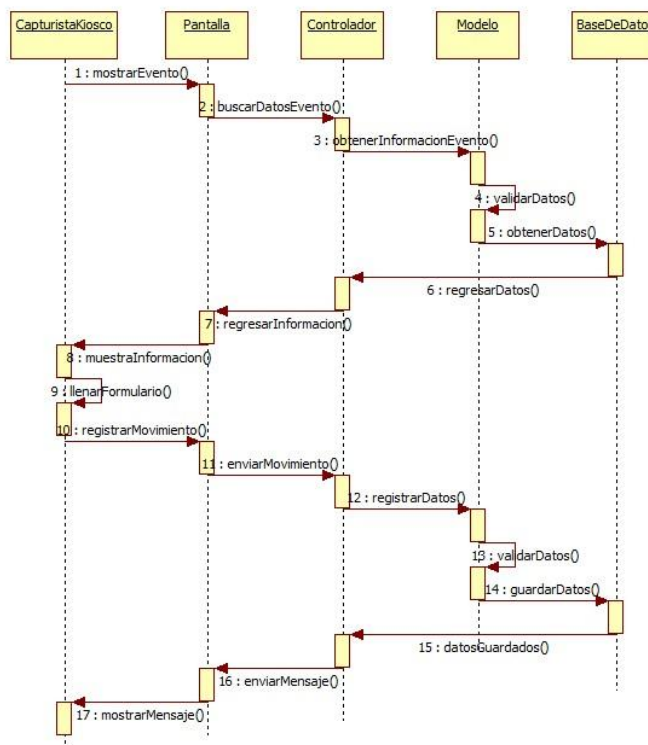 CapturistaKiosco
Pantalla
Controlador
Modelo
BaseDeDato
1 : mostrarEvento()
2 : buscarDatosEvento()
3 : obtenerInformacionEvento()
4 : validarDatos()
5 : obtenerDatos()
6 : regresarDatos()
7 : regresarInformacion()
8 : muestraInformacion()
9 : llenarFormulario()
10 : registrarMovimiento()
11 : enviarMovimiento()
12 : registrarDatos()
13 : validarDatos()
14 : guardarDatos()
15 : datosGuardados()
16 : enviarMensaje()
17 : mostrarMensaje()